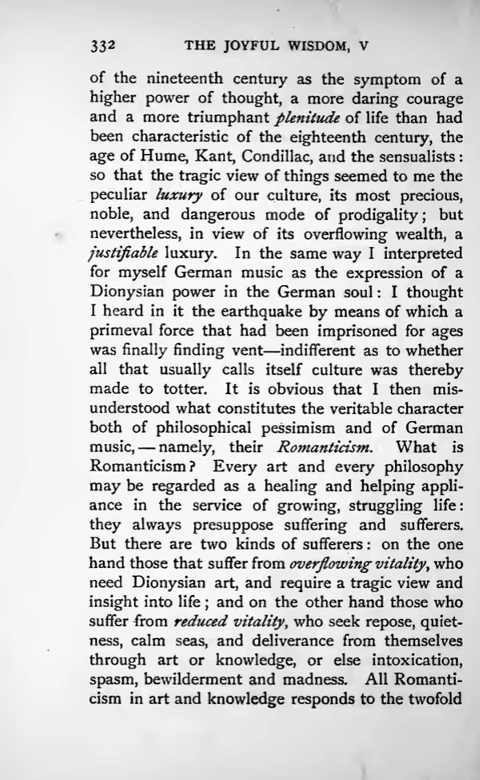 332 THE JOYFUL WISDOM, V
of the nineteenth century as the symptom of a
higher power of thought, a more daring courage
and a more triumphant plenitude of life than had
been characteristic of the eighteenth century, the
age of Hume, Kant, Condillac, and the sensualists:
so that the tragic view of things seemed to me the
peculiar luxury of our culture, its most precious,
noble, and dangerous mode of prodigality; but
nevertheless, in view of its overflowing wealth, a
justifiable luxury. In the same way I interpreted
for myself German music as the expression of a
Dionysian power in the German soul: I thought
I heard in it the earthquake by means of which a
primeval force that had been imprisoned for ages
was finally finding vent—indifferent as to whether
all that usually calls itself culture was thereby
made to totter. It is obvious that I then mis-
understood what constitutes the veritable character
both of philosophical pessimism and of German
music,—namely, their Romanticism. What is
Romanticism? Every art and every philosophy
may be regarded as a healing and helping appli-
ance in the service of growing, struggling life:
they always presuppose suffering and sufferers.
But there are two kinds of sufferers: on the one
hand those that suffer from overflowing vitality, who
need Dionysian art, and require a tragic view and
insight into life; and on the other hand those who
suffer from reduced vitality, who seek repose, quiet-
ness, calm seas, and deliverance from themselves
through art or knowledge, or else intoxication,
spasm, bewilderment and madness. All Romanti-
cism in art and knowledge responds to the twofold